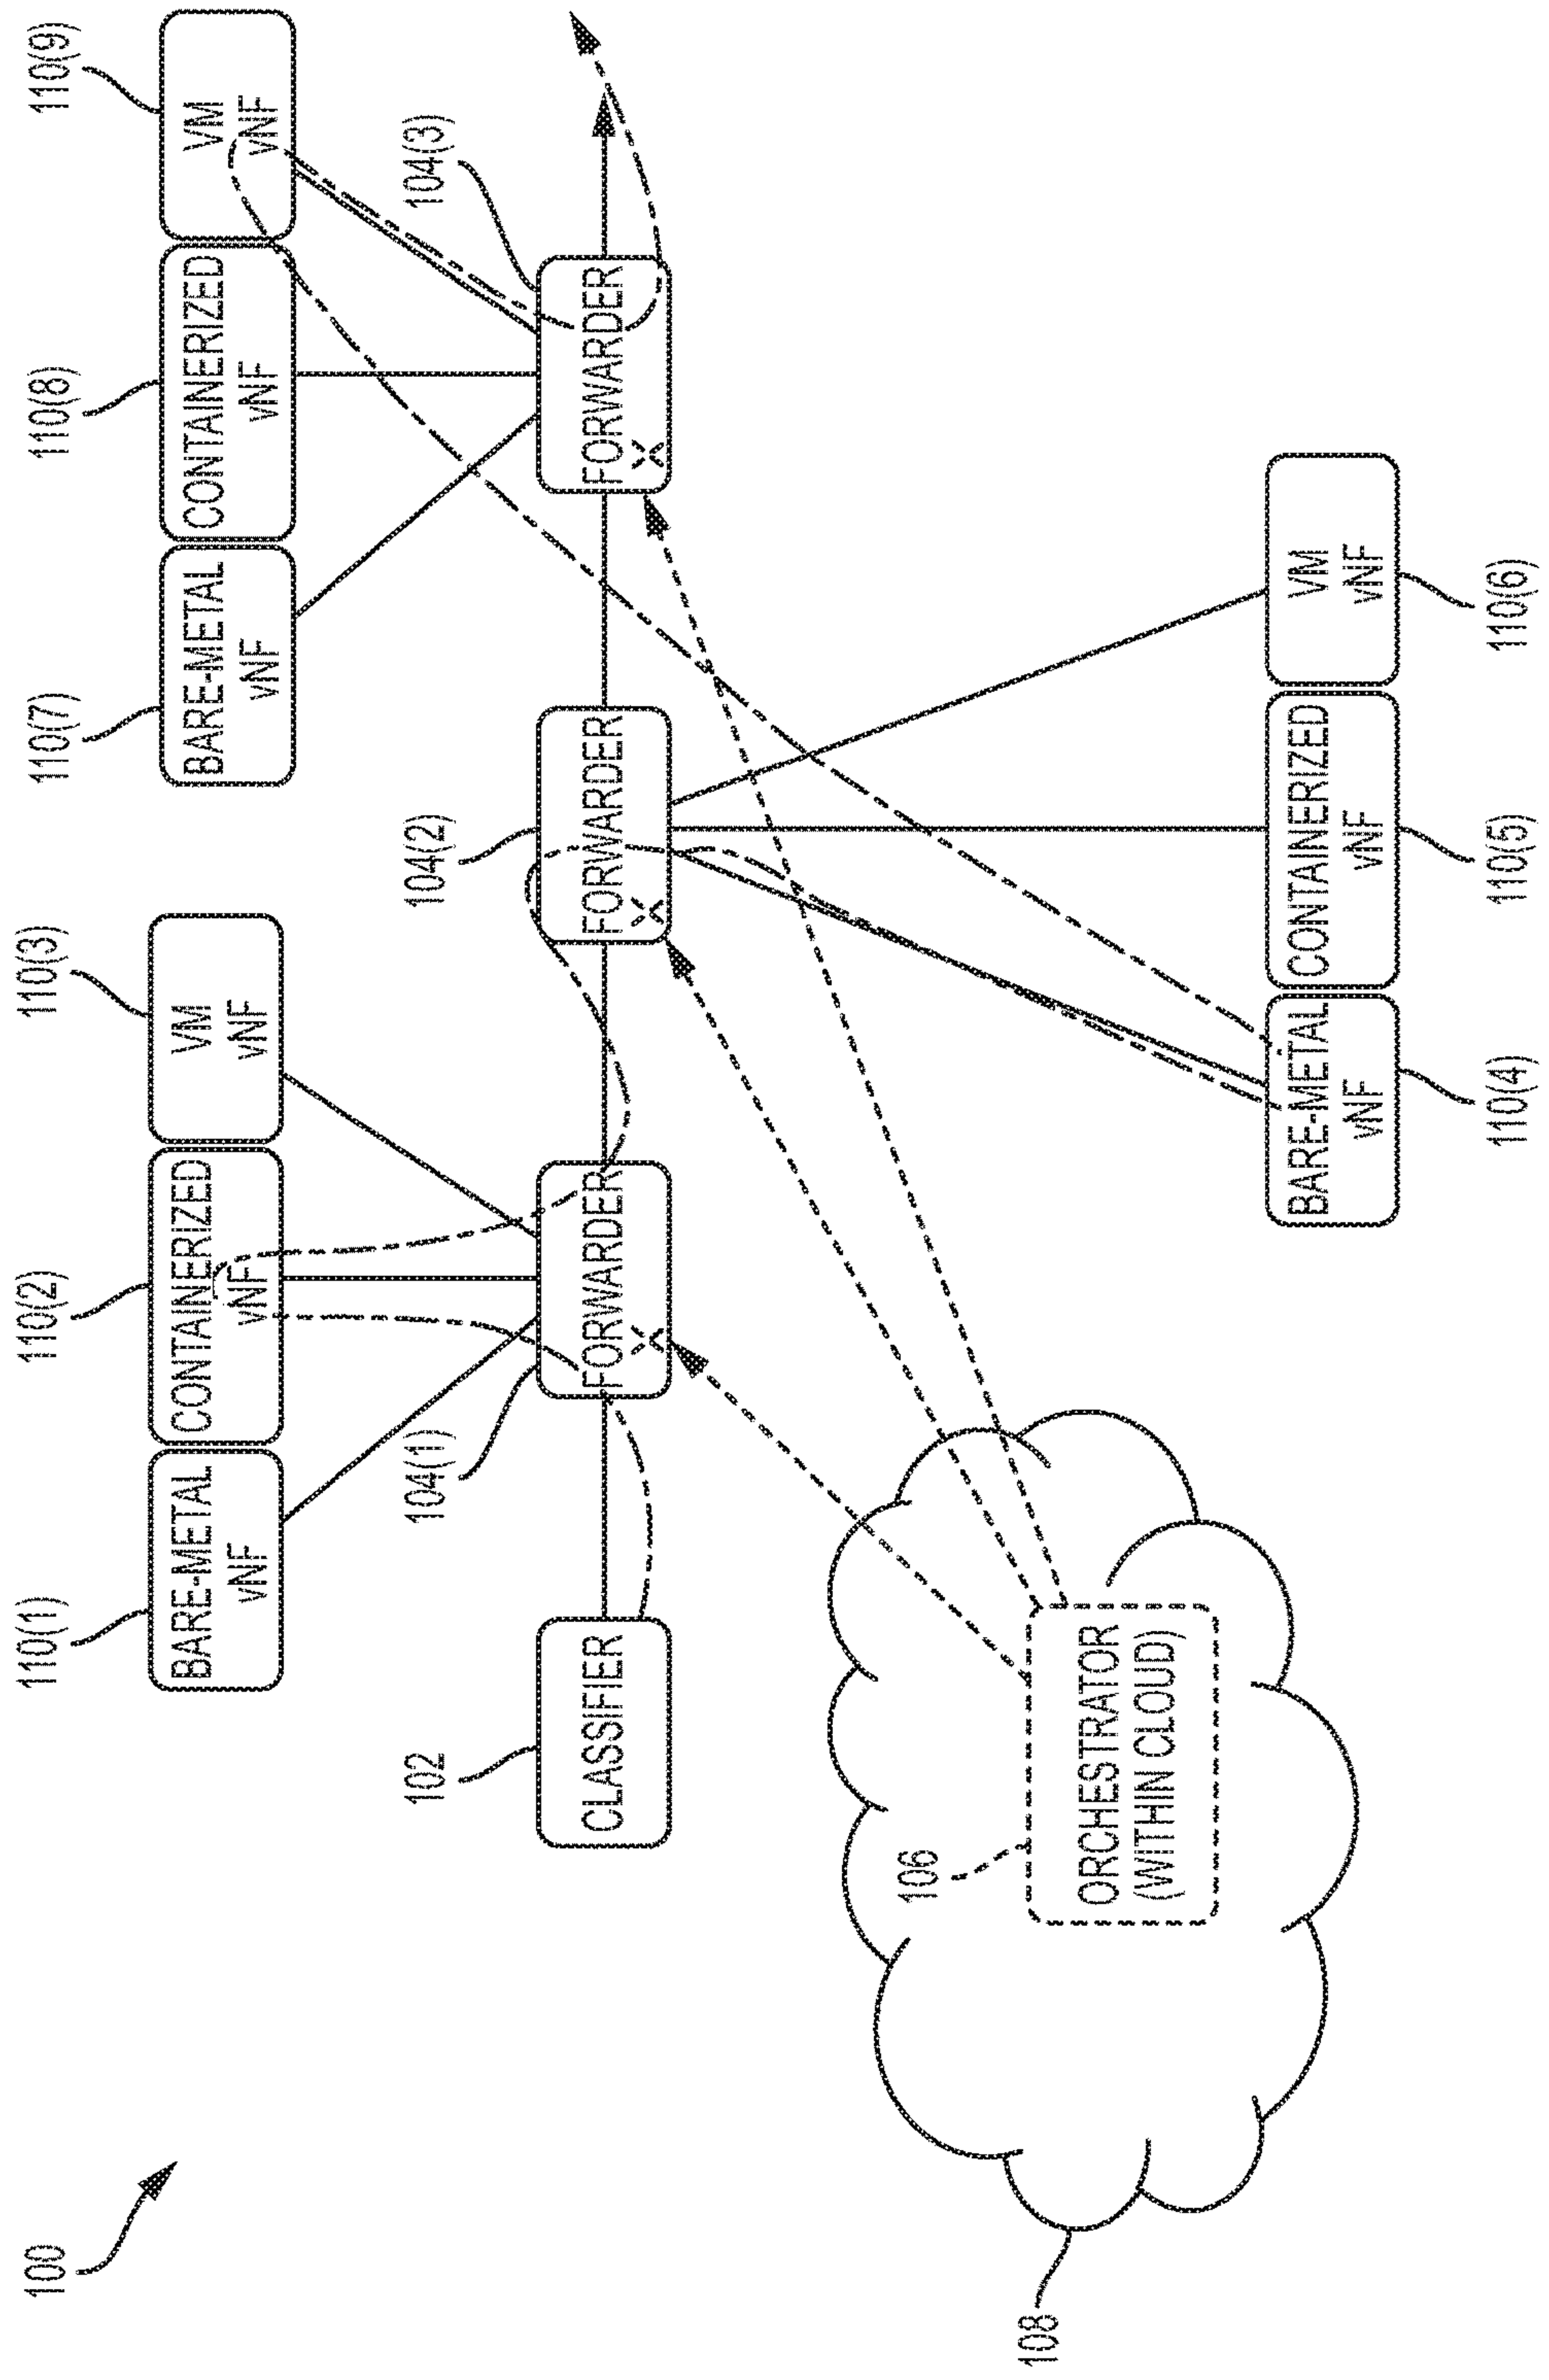 100
110(1)
BARE-METAL
vNF
110(2)
CONTAINERIZED
vNF
110(3)
VM
vNF
110(7)
BARE-METAL
vNF
110(8)
CONTAINERIZED
vNF
110(9)
VM
vNF
102
CLASSIFIER
104(1)
FORWARDER
X
104(2)
FORWARDER
X
104(3)
FORWARDER
X
106
ORCHESTRATOR
(WITHIN CLOUD)
108
BARE-METAL
vNF
110(4)
CONTAINERIZED
vNF
110(5)
VM
vNF
110(6)